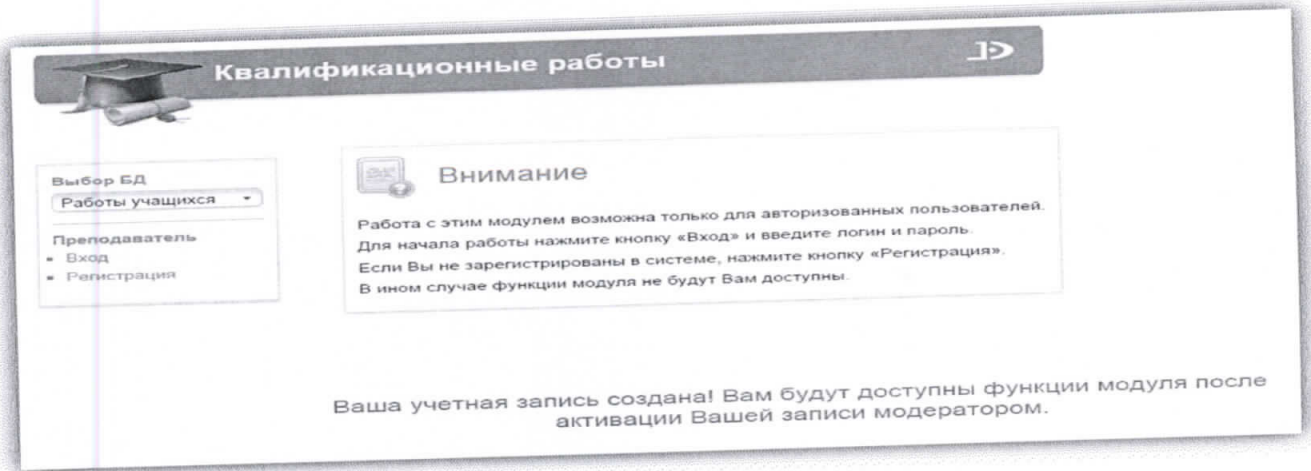 Квалификационные работы
Выбор БД
Работы учащихся
Преподаватель
Вход
Регистрация
Внимание
Работа с этим модулем возможна только для авторизованных пользователей.
Для начала работы нажмите кнопку «Вход» и введите логин и пароль.
Если Вы не зарегистрированы в системе, нажмите кнопку «Регистрация».
В ином случае функции модуля не будут Вам доступны.
Ваша учетная запись создана! Вам будут доступны функции модуля после
активации Вашей записи модератором.